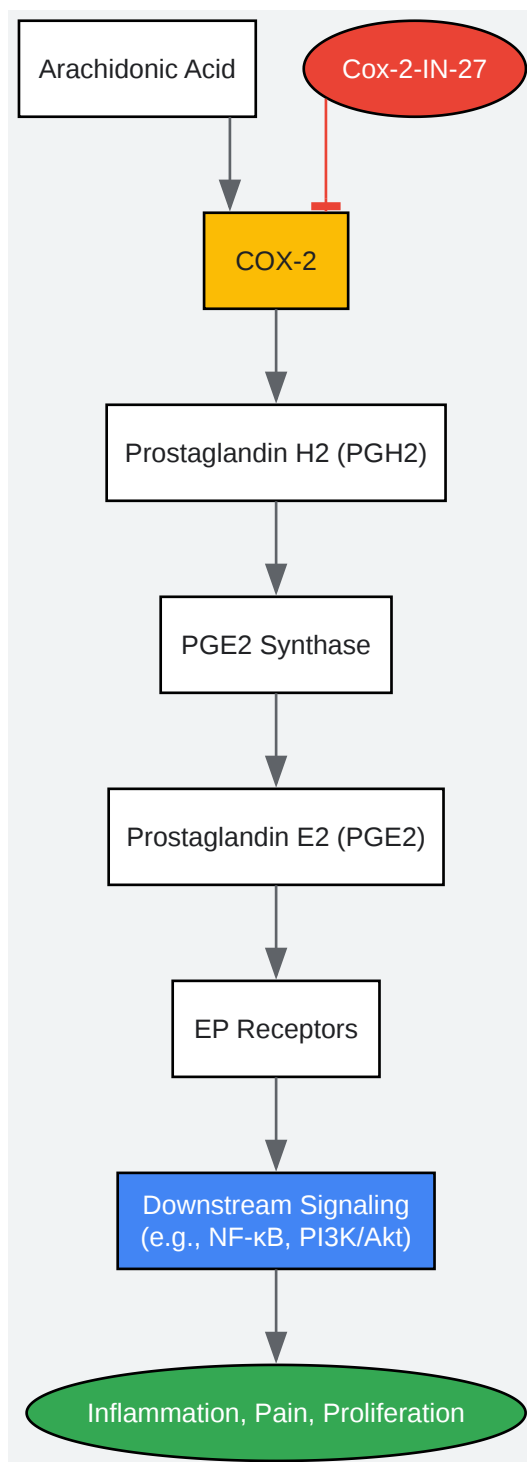 Arachidonic Acid
Cox-2-IN-27
COX-2
Prostaglandin H2 (PGH2)
PGE2 Synthase
Prostaglandin E2 (PGE2)
EP Receptors
Downstream Signaling
(e.g., NF-κB, PI3K/Akt)
Inflammation, Pain, Proliferation